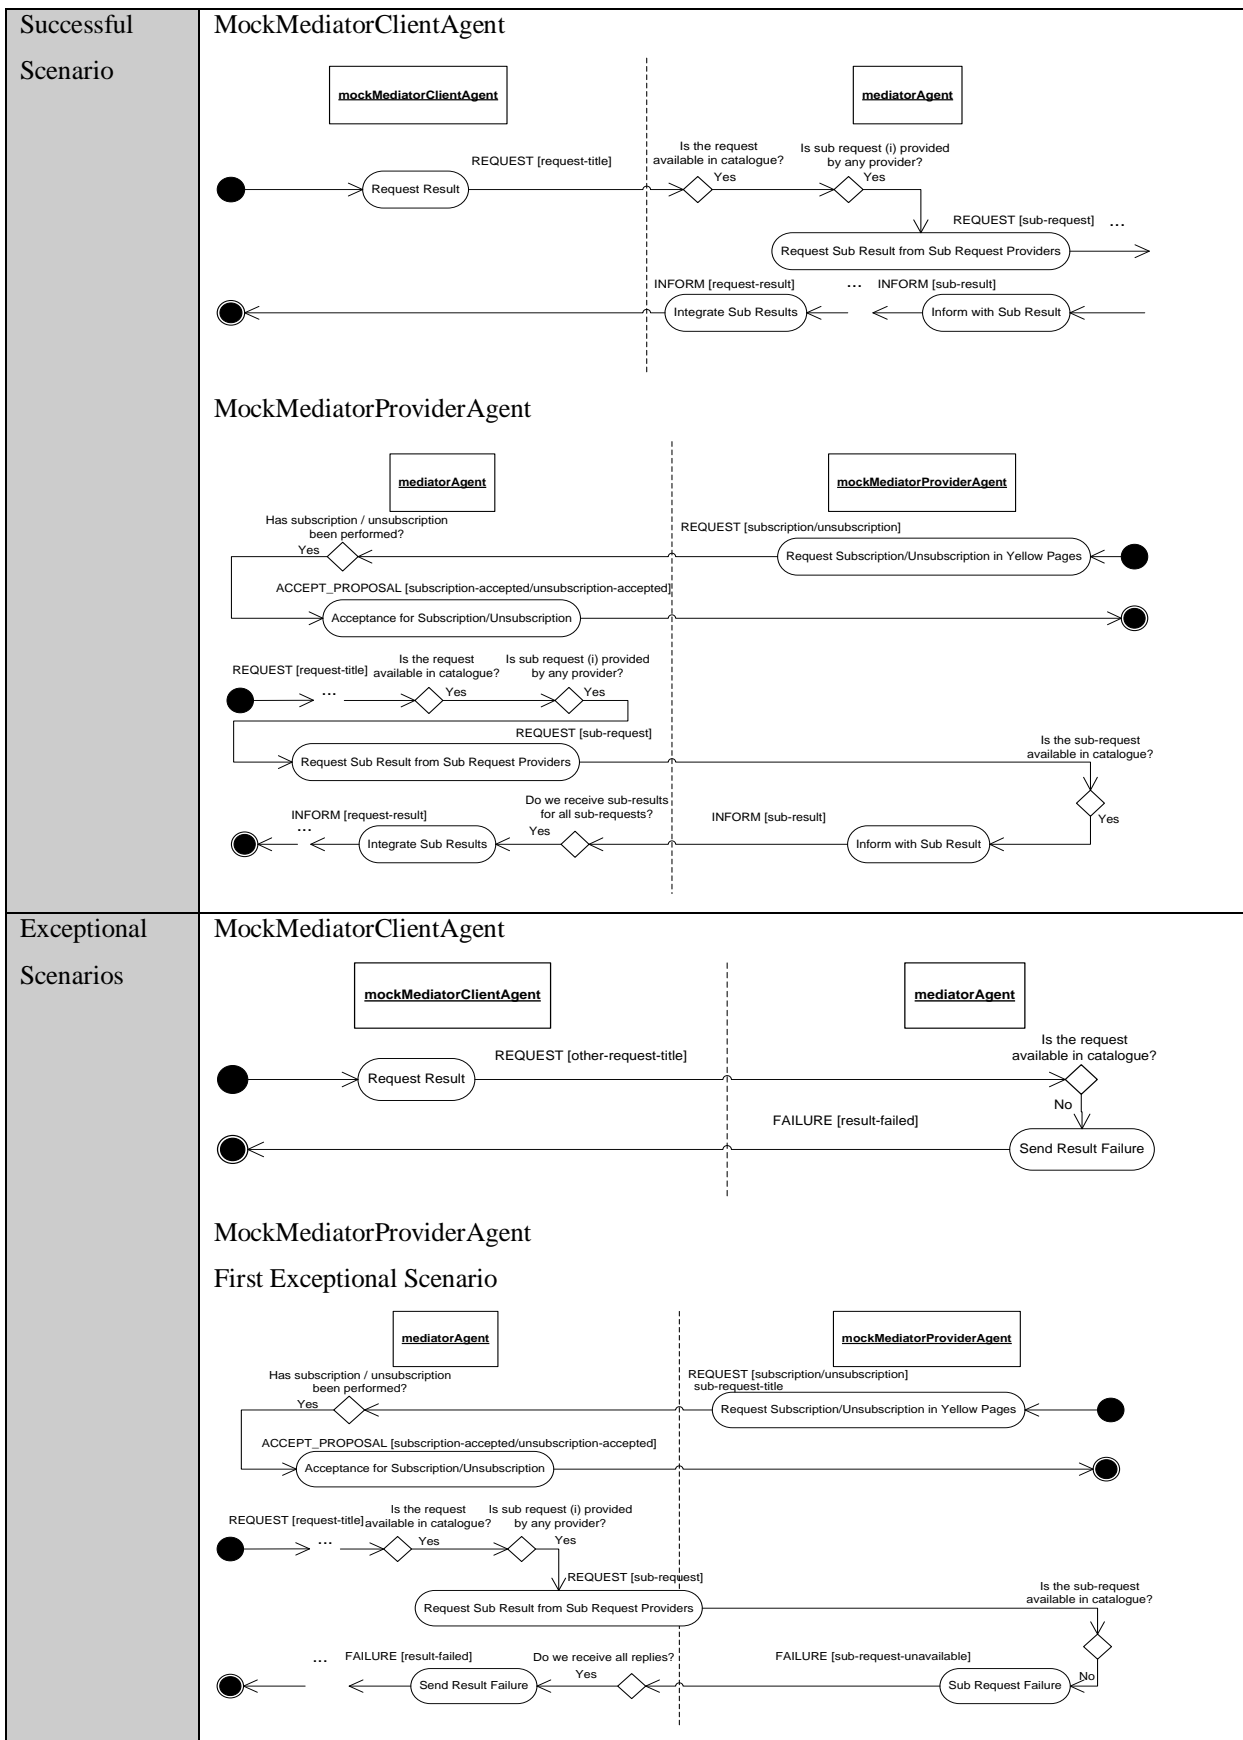 Successful
Scenario
MockMediatorClientAgent
mockMediatorClientAgent
mediatorAgent
Is the request
available in catalogue?
Is sub request (i) provided
by any provider?
REQUEST [request-title]
Yes
Yes
Request Result
REQUEST [sub-request]
...
Request Sub Result from Sub Request Providers
INFORM [request-result]
...
INFORM [sub-result]
Integrate Sub Results
Inform with Sub Result
MockMediatorProviderAgent
mediatorAgent
mockMediatorProviderAgent
Has subscription / unsubscription
been performed?
REQUEST [subscription/unsubscription]
Yes
Request Subscription/Unsubscription in Yellow Pages
ACCEPT_PROPOSAL [subscription-accepted/unsubscription-accepted]
Acceptance for Subscription/Unsubscription
REQUEST [request-title]
Is the request
available in catalogue?
Is sub request (i) provided
by any provider?
...
Yes
Yes
REQUEST [sub-request]
Is the sub-request
available in catalogue?
Request Sub Result from Sub Request Providers
Do we receive sub-results
for all sub-requests?
INFORM [request-result]
...
Yes
INFORM [sub-result]
Yes
Integrate Sub Results
Inform with Sub Result
Exceptional
Scenarios
MockMediatorClientAgent
mockMediatorClientAgent
mediatorAgent
Is the request
available in catalogue?
REQUEST [other-request-title]
Request Result
No
FAILURE [result-failed]
Send Result Failure
MockMediatorProviderAgent
First Exceptional Scenario
mediatorAgent
mockMediatorProviderAgent
Has subscription / unsubscription
been performed?
REQUEST [subscription/unsubscription]
sub-request-title
Yes
Request Subscription/Unsubscription in Yellow Pages
ACCEPT_PROPOSAL [subscription-accepted/unsubscription-accepted]
Acceptance for Subscription/Unsubscription
REQUEST [request-title]
Is the request
available in catalogue?
Is sub request (i) provided
by any provider?
...
Yes
Yes
REQUEST [sub-request]
Is the sub-request
available in catalogue?
Request Sub Result from Sub Request Providers
...
FAILURE [result-failed]
Do we receive all replies?
Yes
FAILURE [sub-request-unavailable]
No
Send Result Failure
Sub Request Failure